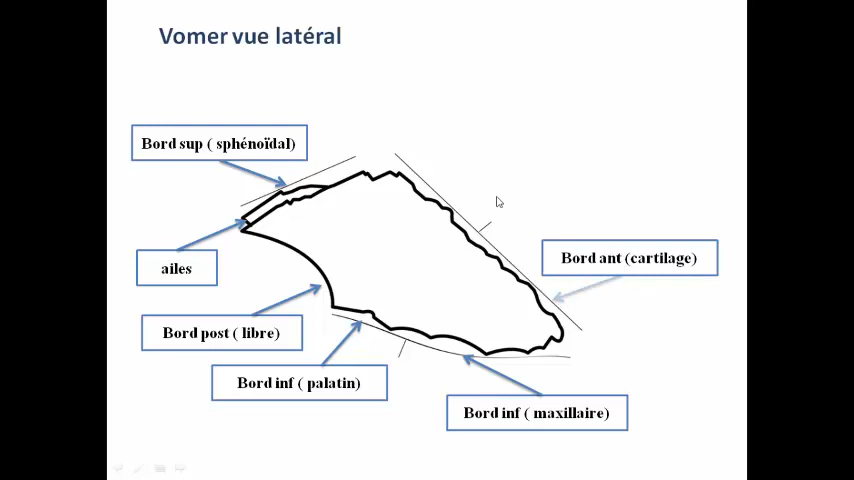 Vomer vue latéral
Bord sup ( sphénoïdal)
ailes
Bord ant (cartilage)
Bord post ( libre)
Bord inf ( palatin)
Bord inf ( maxillaire)